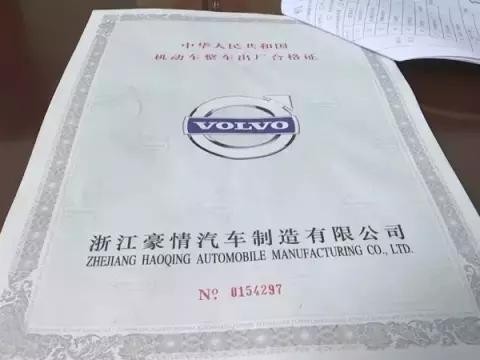 中华人民共和国
机动车整车出厂合格证
VOLVO
浙江豪情汽车制造有限公司
ZHEJIANG HAOQING AUTOMOBILE MANUFACTURING CO., LTD.
Nº 0154297